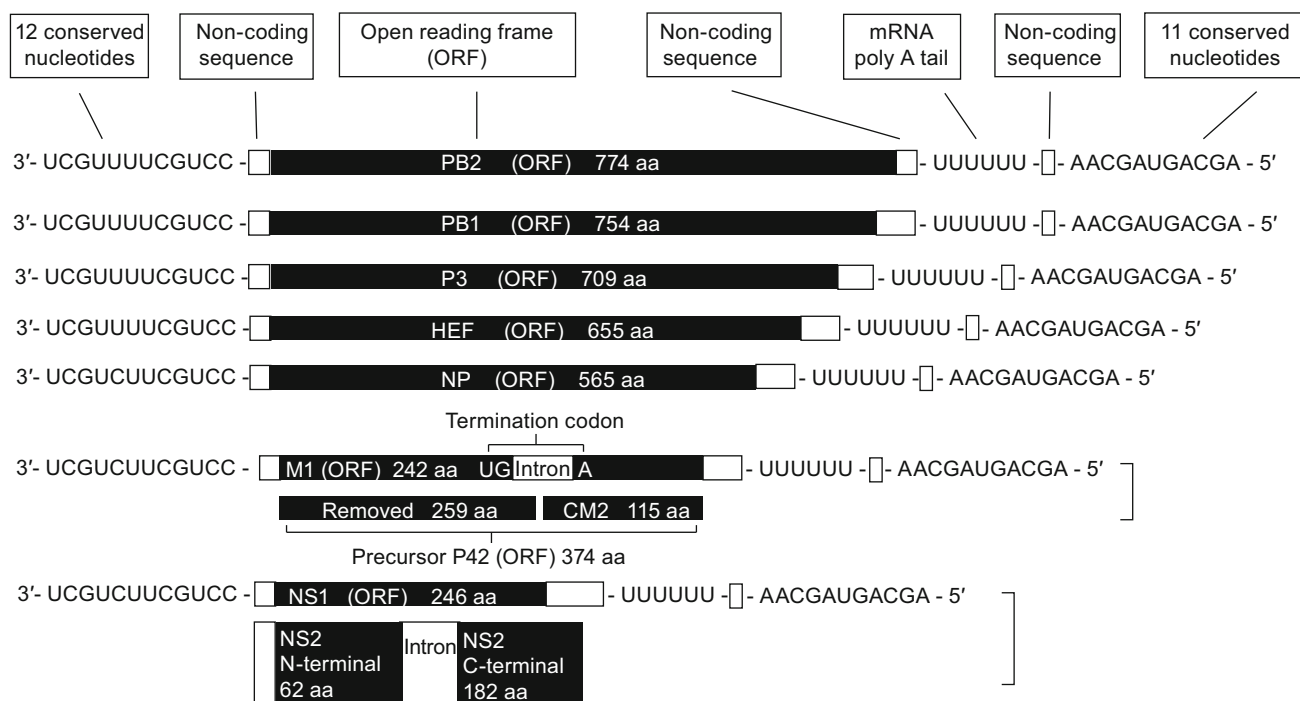 12 conserved
nucleotides
Non-coding
sequence
Open reading frame
(ORF)
Non-coding
sequence
mRNA
poly A tail
Non-coding
sequence
11 conserved
nucleotides
3′- UCGUUUUCGUCC - PB2 (ORF) 774 aa - UUUUUU - - AACGAUGACGA - 5′
3′- UCGUUUUCGUCC - PB1 (ORF) 754 aa - UUUUUU - - AACGAUGACGA - 5′
3′- UCGUUUUCGUCC - P3 (ORF) 709 aa - UUUUUU - - AACGAUGACGA - 5′
3′- UCGUUUUCGUCC - HEF (ORF) 655 aa - UUUUUU - - AACGAUGACGA - 5′
3′- UCGUCUUCGUCC - NP (ORF) 565 aa - UUUUUU - - AACGAUGACGA - 5′
Termination codon
3′- UCGUCUUCGUCC - M1 (ORF) 242 aa UG Intron A - UUUUUU - - AACGAUGACGA - 5′
Removed 259 aa CM2 115 aa
Precursor P42 (ORF) 374 aa
3′- UCGUCUUCGUCC - NS1 (ORF) 246 aa - UUUUUU - - AACGAUGACGA - 5′
NS2
N-terminal
62 aa
Intron
NS2
C-terminal
182 aa